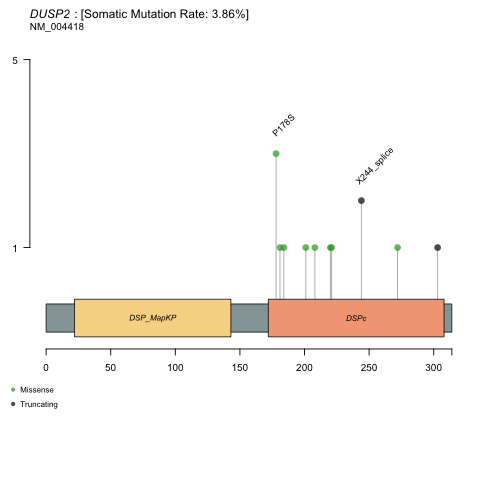 DUSP2 : [Somatic Mutation Rate: 3.86%]
NM_004418
5
P178S
X244_splice
1
DSP_MapKP
DSPc
0 50 100 150 200 250 300
Missense
Truncating